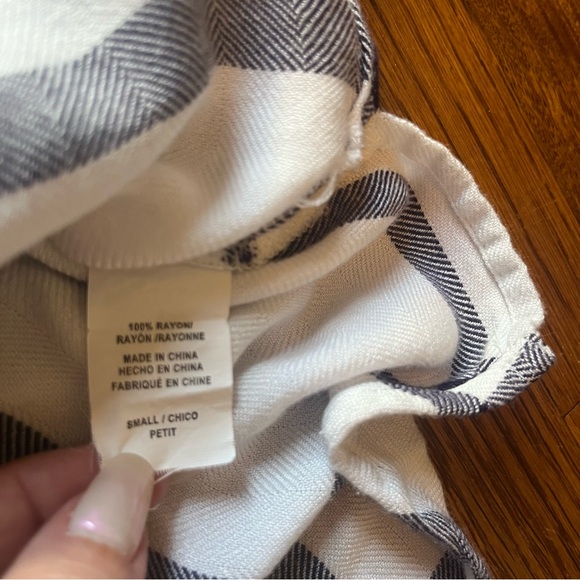 100% RAYON/
RAYÓN /RAYONNE
MADE IN CHINA
HECHO EN CHINA
FABRIQUÉ EN CHINE
SMALL / CHICO
PETIT